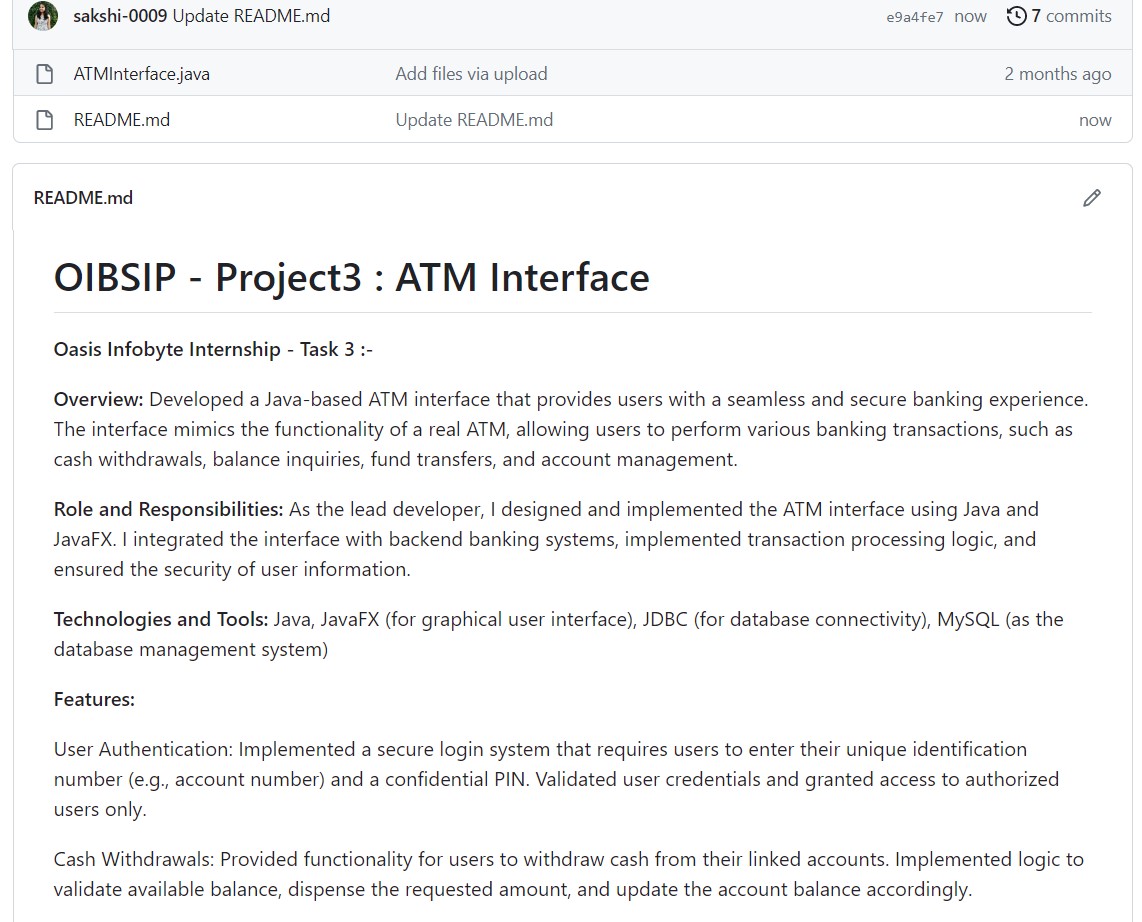 sakshi-0009 Update README.md e9a4fe7 now 7 commits
ATMInterface.java Add files via upload 2 months ago
README.md Update README.md now
README.md
OIBSIP - Project3 : ATM Interface
Oasis Infobyte Internship - Task 3 :-
Overview: Developed a Java-based ATM interface that provides users with a seamless and secure banking experience.
The interface mimics the functionality of a real ATM, allowing users to perform various banking transactions, such as
cash withdrawals, balance inquiries, fund transfers, and account management.
Role and Responsibilities: As the lead developer, I designed and implemented the ATM interface using Java and
JavaFX. I integrated the interface with backend banking systems, implemented transaction processing logic, and
ensured the security of user information.
Technologies and Tools: Java, JavaFX (for graphical user interface), JDBC (for database connectivity), MySQL (as the
database management system)
Features:
User Authentication: Implemented a secure login system that requires users to enter their unique identification
number (e.g., account number) and a confidential PIN. Validated user credentials and granted access to authorized
users only.
Cash Withdrawals: Provided functionality for users to withdraw cash from their linked accounts. Implemented logic to
validate available balance, dispense the requested amount, and update the account balance accordingly.